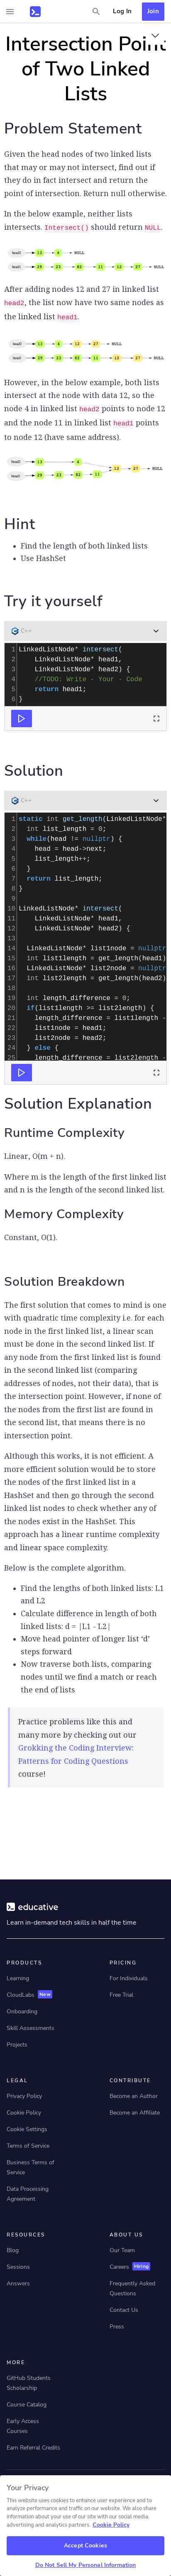 Log In
Join
Intersection Point
of Two Linked
Lists
Problem Statement
Given the head nodes of two linked lists
that may or may not intersect, find out if
they do intersect and return the
point of intersection. Return null otherwise.
In the below example, neither lists
intersects. Intersect() should return NULL.
head2 13 4 NULL
head1 29 23 82 11 12 27 NULL
After adding nodes 12 and 27 in linked list
head2, the list now have two same nodes as
the linked list head1.
head2 13 4 12 27 NULL
head1 29 23 82 11 12 27 NULL
However, in the below example, both lists
intersect at the node with data 12, so the
node 4 in linked list head2 points to node 12
and the node 11 in linked list head1 points
to node 12 (have same address).
head2 13 4
12 27 NULL
head1 29 23 82 11
Hint
• Find the length of both linked lists
• Use HashSet
Try it yourself
C++
1 LinkedListNode* intersect(
2 LinkedListNode* head1,
3 LinkedListNode* head2) {
4 //TODO: Write - Your - Code
5 return head1;
6 }
Solution
C++
1 static int get_length(LinkedListNode*
2 int list_length = 0;
3 while(head != nullptr) {
4 head = head->next;
5 list_length++;
6 }
7 return list_length;
8 }
9
10 LinkedListNode* intersect(
11 LinkedListNode* head1,
12 LinkedListNode* head2) {
13
14 LinkedListNode* list1node = nullptr
15 int list1length = get_length(head1)
16 LinkedListNode* list2node = nullptr
17 int list2length = get_length(head2)
18
19 int length_difference = 0;
20 if(list1length >= list2length) {
21 length_difference = list1length -
22 list1node = head1;
23 list2node = head2;
24 } else {
25 length_difference = list2length -
Solution Explanation
Runtime Complexity
Linear, O(m + n).
Where m is the length of the first linked list
and n is the length of the second linked list.
Memory Complexity
Constant, O(1).
Solution Breakdown
The first solution that comes to mind is one
with quadratic time complexity i.e. for each
node in the first linked list, a linear scan
must be done in the second linked list. If
any node from the first linked list is found
in the second linked list (comparing
addresses of nodes, not their data), that is
the intersection point. However, if none of
the nodes from the first list is found in
the second list, that means there is no
intersection point.
Although this works, it is not efficient. A
more efficient solution would be to store
the nodes of the first linked list in a
HashSet and then go through the second
linked list nodes to check whether any of
the nodes exist in the HashSet. This
approach has a linear runtime complexity
and linear space complexity.
Below is the complete algorithm.
• Find the lengths of both linked lists: L1
and L2
• Calculate difference in length of both
linked lists: d = |L1 - L2|
• Move head pointer of longer list ‘d’
steps forward
• Now traverse both lists, comparing
nodes until we find a match or reach
the end of lists
Practice problems like this and
many more by checking out our
Grokking the Coding Interview:
Patterns for Coding Questions
course!
educative
Learn in-demand tech skills in half the time
PRODUCTS
Learning
CloudLabs New
Onboarding
Skill Assessments
Projects
PRICING
For Individuals
Free Trial
LEGAL
Privacy Policy
Cookie Policy
Cookie Settings
Terms of Service
Business Terms of
Service
Data Processing
Agreement
CONTRIBUTE
Become an Author
Become an Affiliate
RESOURCES
Blog
Sessions
Answers
ABOUT US
Our Team
Careers Hiring
Frequently Asked
Questions
Contact Us
Press
MORE
GitHub Students
Scholarship
Course Catalog
Early Access
Courses
Earn Referral Credits
Your Privacy
This website uses cookies to enhance user experience and to
analyze performance and traffic on our website. We also share
information about your use of our site with our social media,
advertising and analytics partners. Cookie Policy
Accept Cookies
Do Not Sell My Personal Information